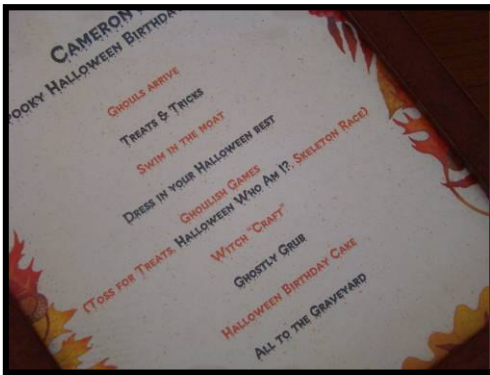 CAMERON
POOKY HALLOWEEN BIRTHDA
GHOULS ARRIVE
TREATS & TRICKS
SWIM IN THE MOAT
DRESS IN YOUR HALLOWEEN BEST
GHOULISH GAMES
(TOSS FOR TREATS, HALLOWEEN WHO AM I?, SKELETON RACE)
WITCH "CRAFT"
GHOSTLY GRUB
HALLOWEEN BIRTHDAY CAKE
ALL TO THE GRAVEYARD